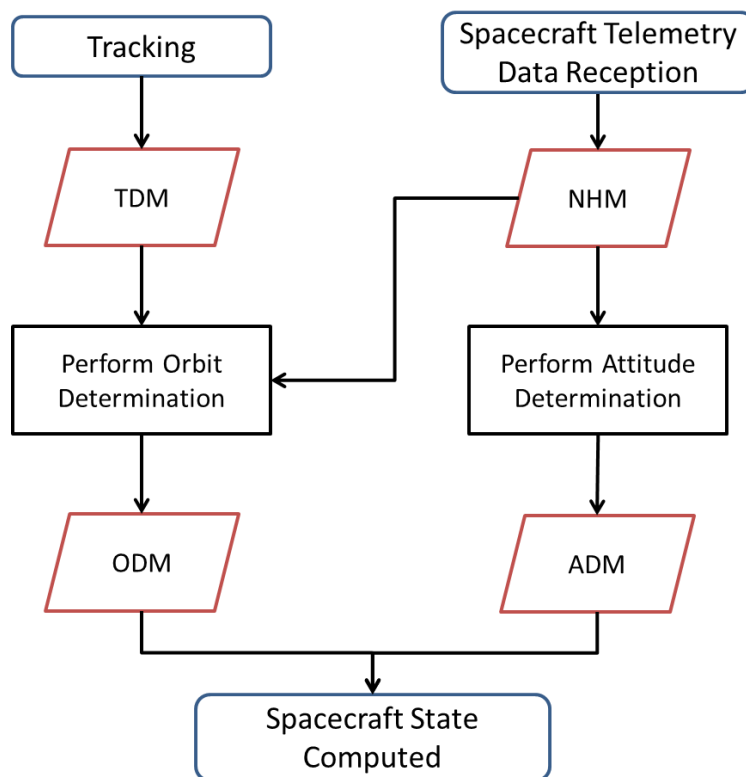 Tracking
Spacecraft Telemetry
Data Reception
TDM
NHM
Perform Orbit
Determination
Perform Attitude
Determination
ODM
ADM
Spacecraft State
Computed